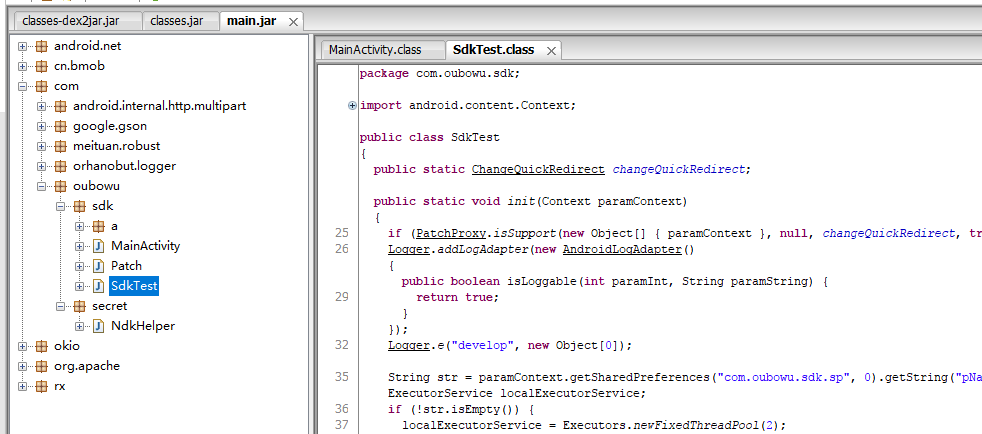 classes-dex2jar.jar
classes.jar
main.jar
android.net
cn.bmob
com
android.internal.http.multipart
google.gson
meituan.robust
orhanobut.logger
oubowu
sdk
a
MainActivity
Patch
SdkTest
secret
NdkHelper
okio
org.apache
rx
MainActivity.class
SdkTest.class
package com.oubowu.sdk;
import android.content.Context;
public class SdkTest
{
public static ChangeQuickRedirect changeQuickRedirect;
public static void init(Context paramContext)
{
25 if (PatchProxy.isSupport(new Object[] { paramContext }, null, changeQuickRedirect, tr
26 Logger.addLogAdapter(new AndroidLogAdapter()
{
public boolean isLoggable(int paramInt, String paramString) {
29 return true;
}
});
32 Logger.e("develop", new Object[0]);
35 String str = paramContext.getSharedPreferences("com.oubowu.sdk.sp", 0).getString("pNa
ExecutorService localExecutorService;
36 if (!str.isEmpty()) {
37 localExecutorService = Executors.newFixedThreadPool(2);